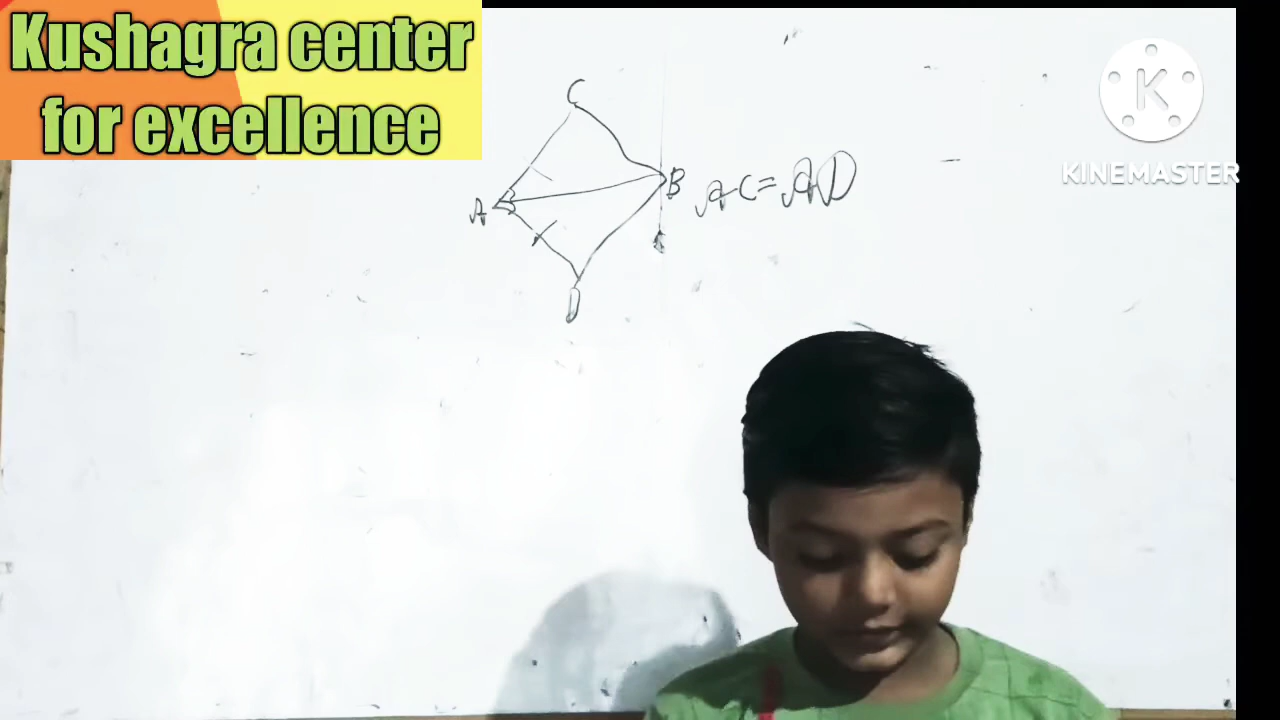 Kushagra center
for excellence
K
KINEMASTER
C
A
B
AC=AD
D